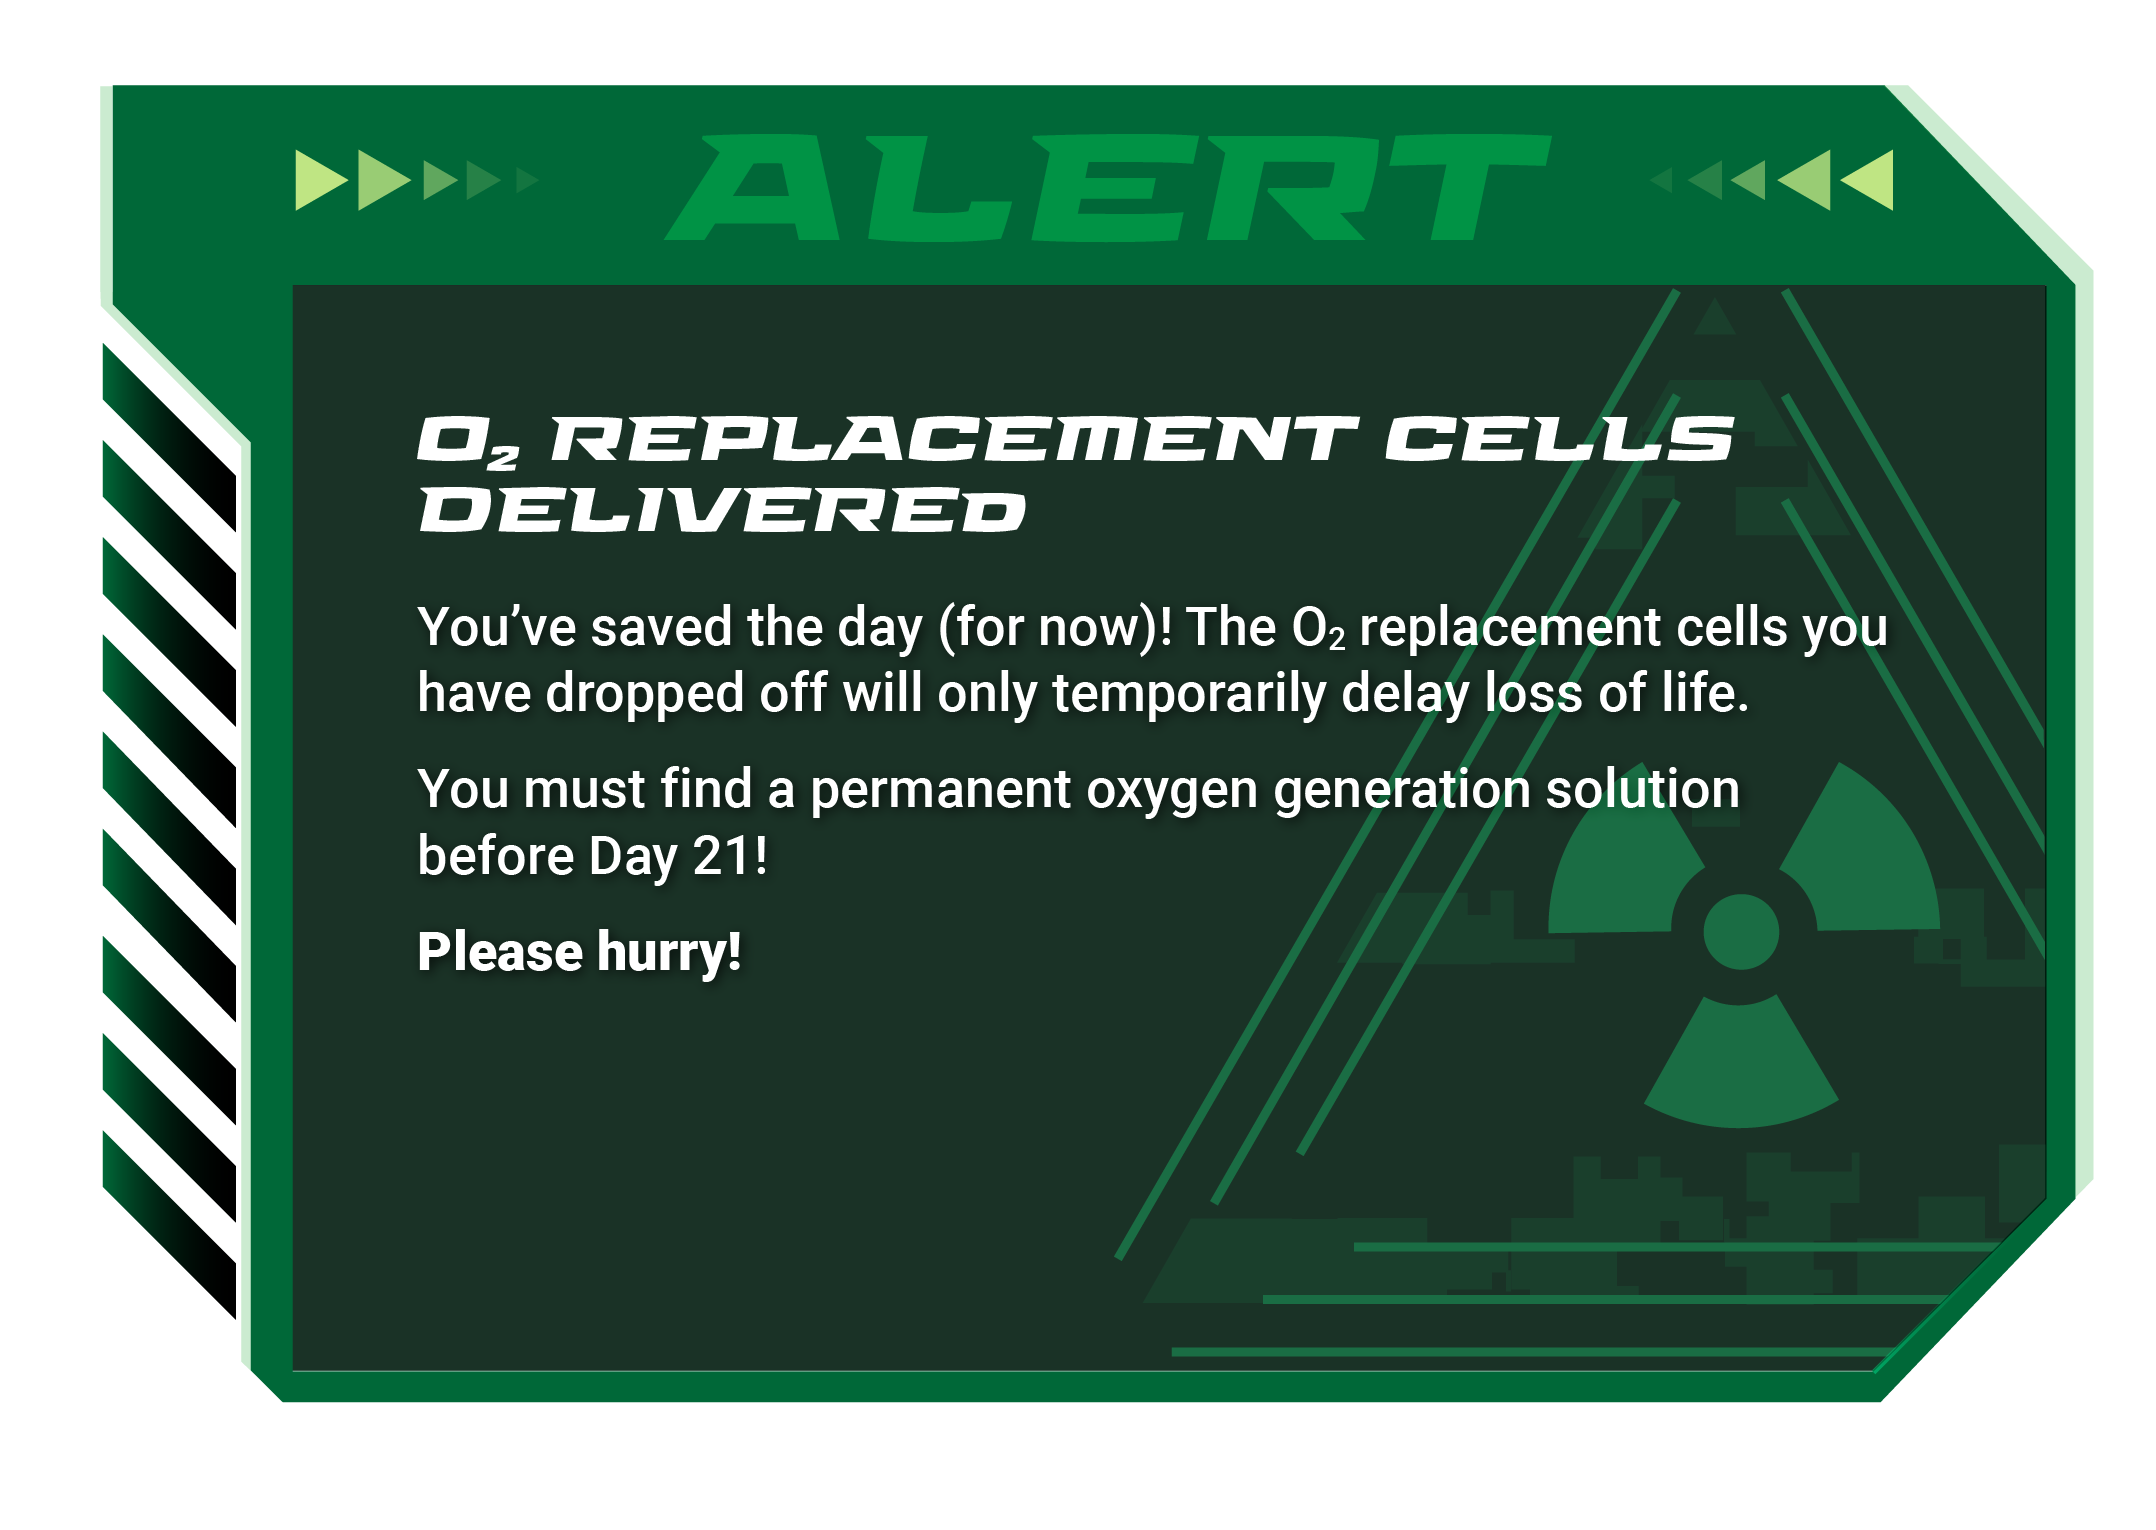 ALERT
O₂ REPLACEMENT CELLS
DELIVERED
You’ve saved the day (for now)! The O₂ replacement cells you
have dropped off will only temporarily delay loss of life.
You must find a permanent oxygen generation solution
before Day 21!
Please hurry!